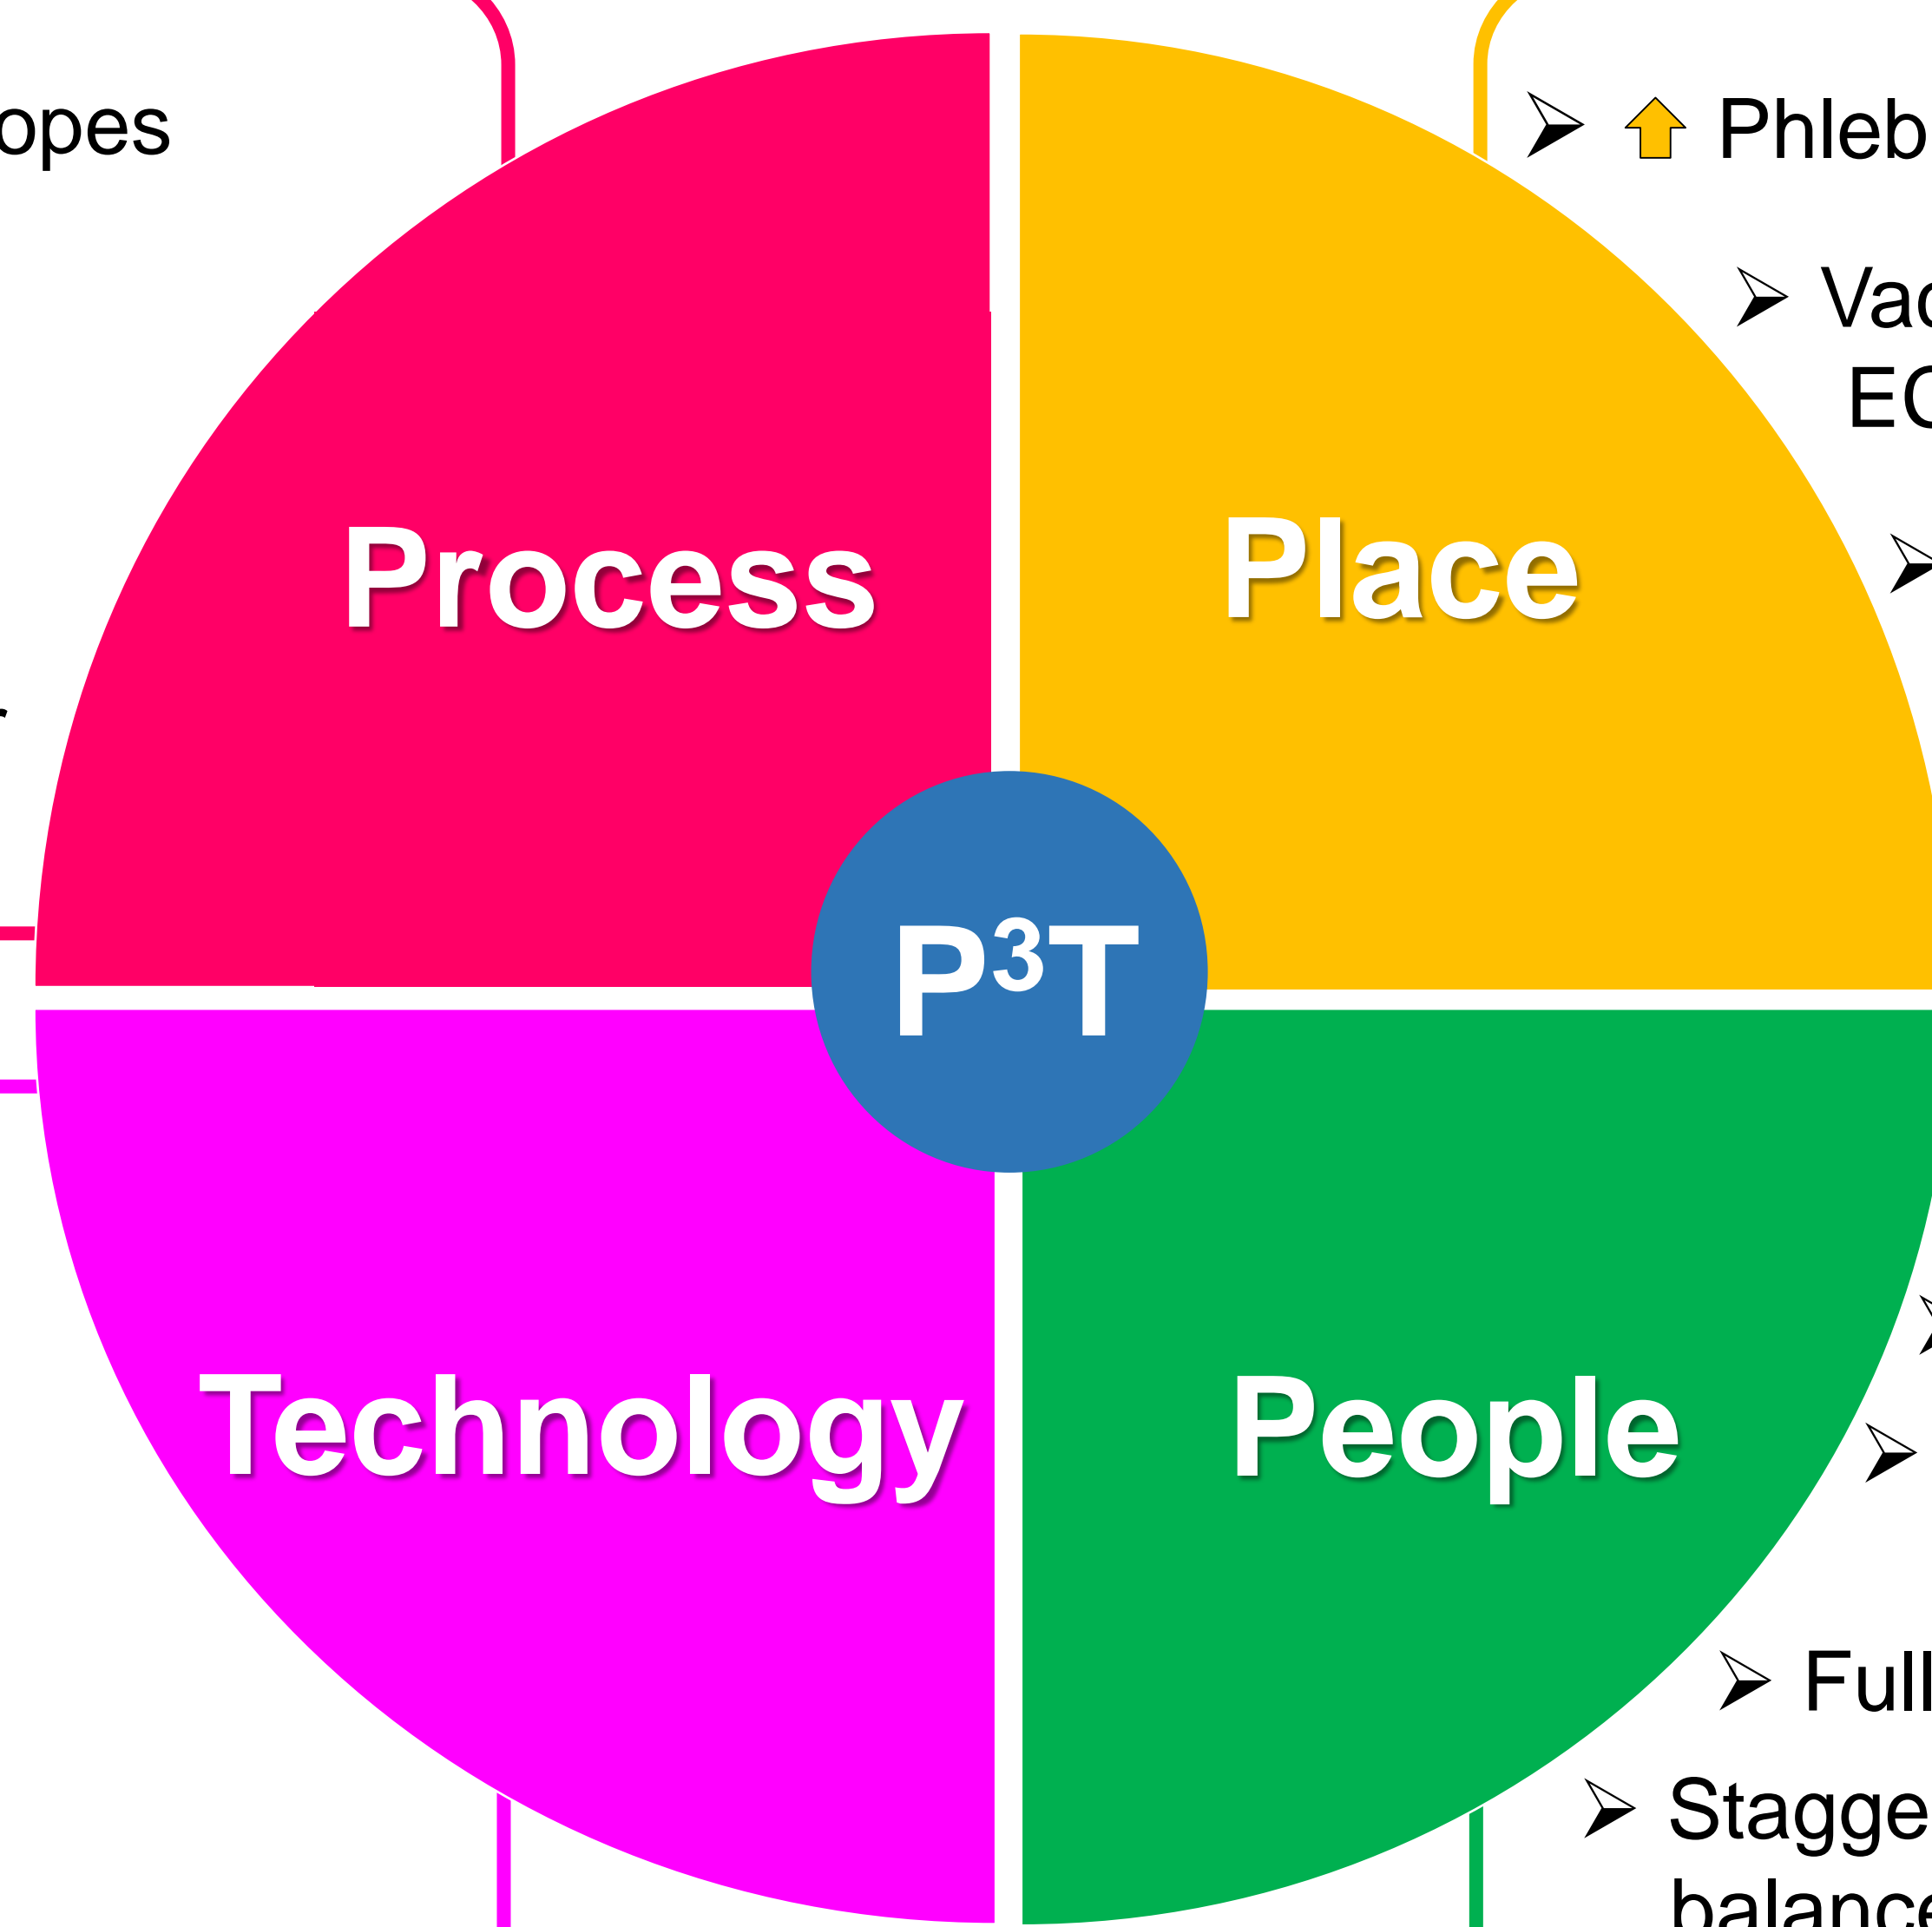 opes
Phleb
Vac
EC
Process
Place
r
P³T
Technology
People
Full
Stagge
balance